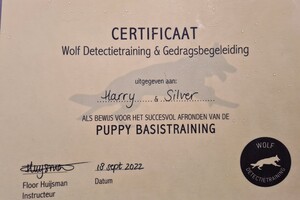 CERTIFICAAT
Wolf Detectietraining & Gedragsbegeleiding
uitgegeven aan:
Harry & Silver
ALS BEWIJS VOOR HET SUCCESVOL AFRONDEN VAN DE
PUPPY BASISTRAINING
Huijsman 18 sept 2022
Floor Huijsman Datum
Instructeur
WOLF
DETECTIETRAINING